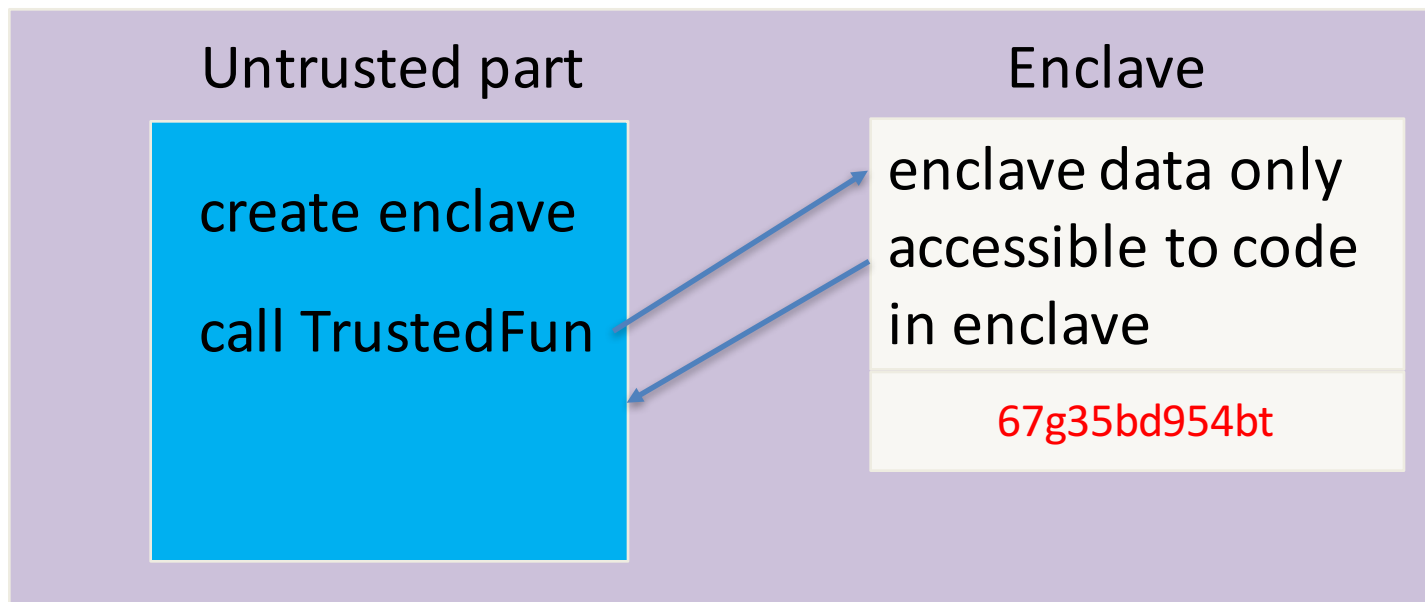 Untrusted part
create enclave
call TrustedFun
Enclave
enclave data only
accessible to code
in enclave
67g35bd954bt